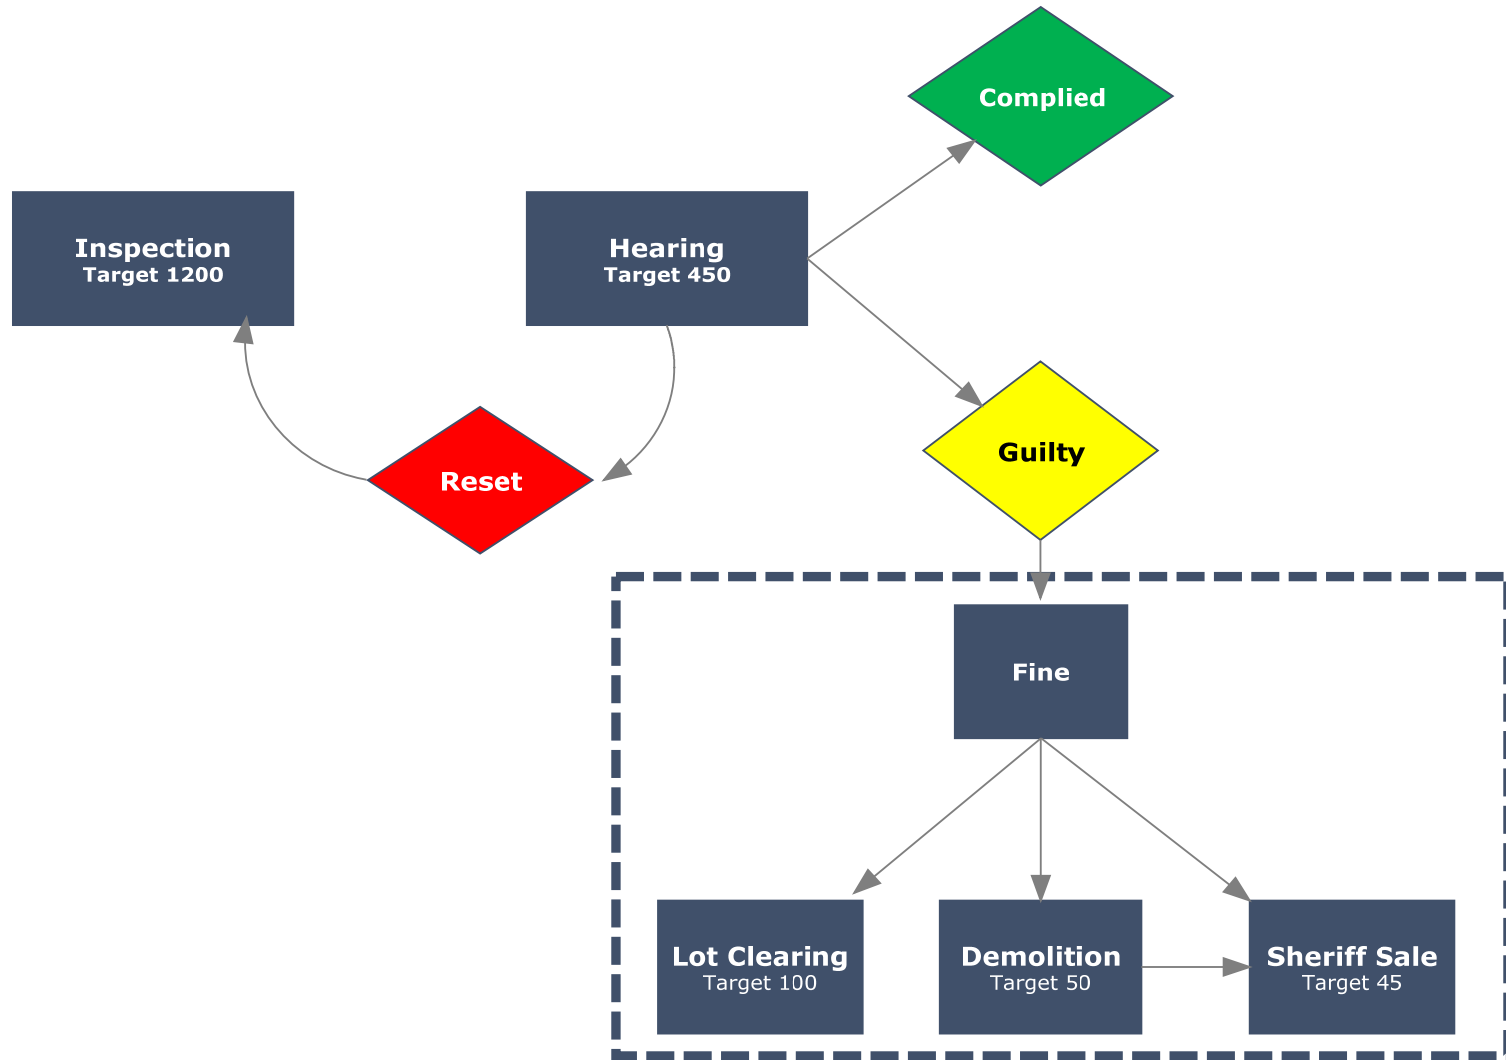 Complied
Inspection
Target 1200
Hearing
Target 450
Guilty
Reset
Fine
Lot Clearing
Target 100
Demolition
Target 50
Sheriff Sale
Target 45